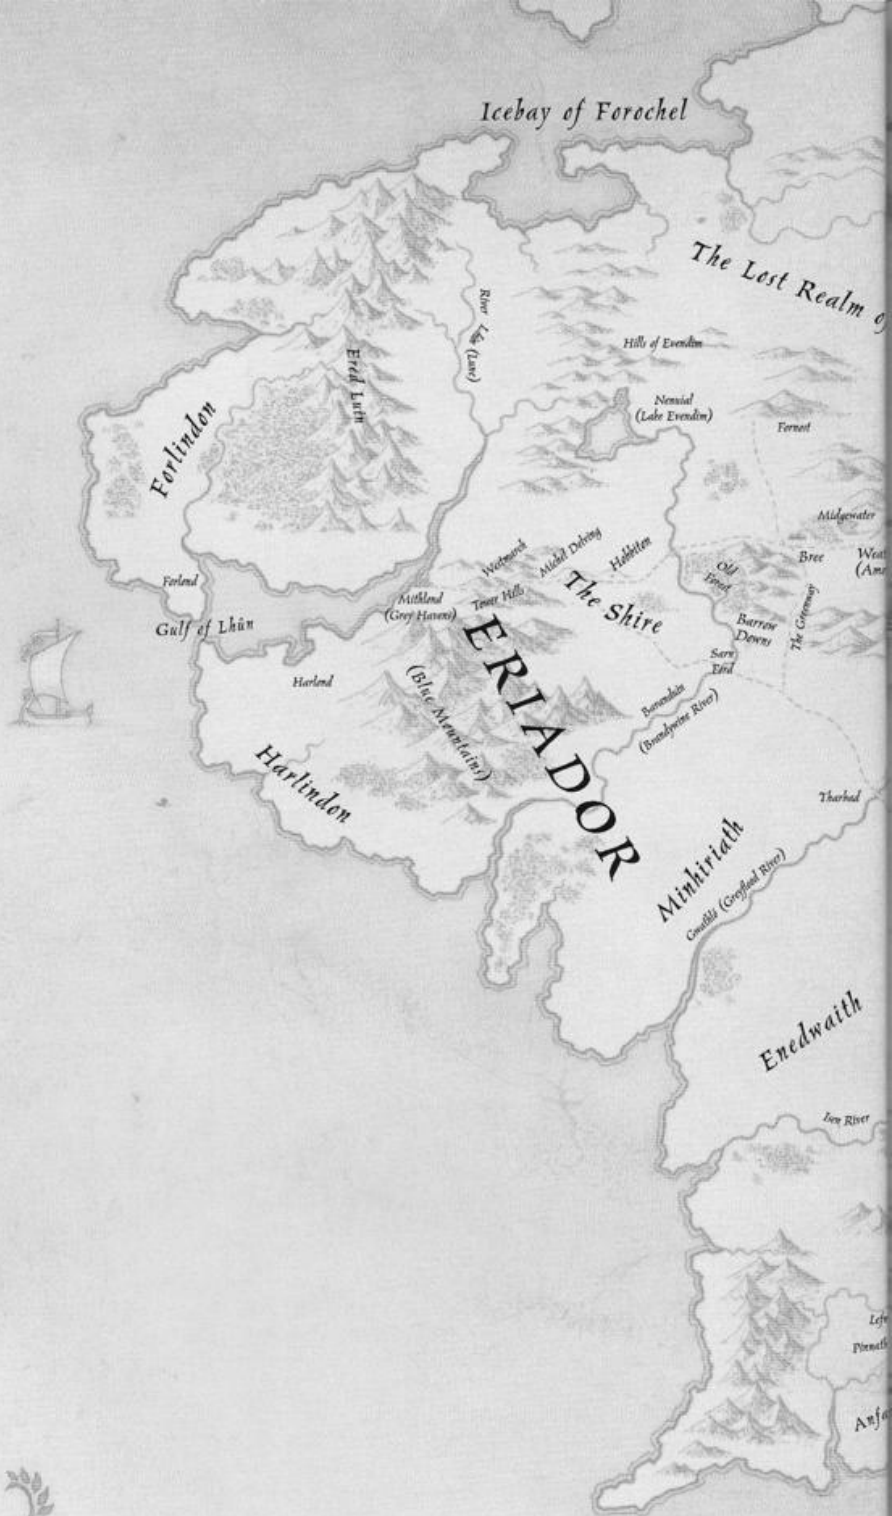 Icebay of Forochel
The Lost Realm of
River Lhûn
(Lune)
Hills of Evendim
Ered Luin
Nenuial
(Lake Evendim)
Forlindon
Fornost
Midgewater
Westmarch
Michel Delving
Hobbiton
Bree
Old
Forest
Forlond
Mithlond
(Grey Havens)
Tower Hills
The Shire
The Greenway
Barrow
Downs
Gulf of Lhûn
ERIADOR
Sarn
Ford
Harlond
(Blue Mountains)
Baranduin
(Brandywine River)
Harlindon
Tharbad
Minhiriath
Gwathló (Greyflood River)
Enedwaith
Isen River
Pinnath